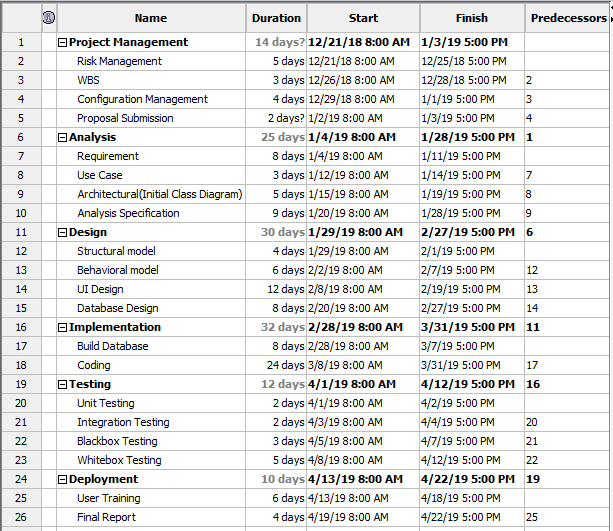 Name Duration Start Finish Predecessors
1 Project Management 14 days? 12/21/18 8:00 AM 1/3/19 5:00 PM
2 Risk Management 5 days 12/21/18 8:00 AM 12/25/18 5:00 PM
3 WBS 3 days 12/26/18 8:00 AM 12/28/18 5:00 PM 2
4 Configuration Management 4 days 12/29/18 8:00 AM 1/1/19 5:00 PM 3
5 Proposal Submission 2 days? 1/2/19 8:00 AM 1/3/19 5:00 PM 4
6 Analysis 25 days 1/4/19 8:00 AM 1/28/19 5:00 PM 1
7 Requirement 8 days 1/4/19 8:00 AM 1/11/19 5:00 PM
8 Use Case 3 days 1/12/19 8:00 AM 1/14/19 5:00 PM 7
9 Architectural(Initial Class Diagram) 5 days 1/15/19 8:00 AM 1/19/19 5:00 PM 8
10 Analysis Specification 9 days 1/20/19 8:00 AM 1/28/19 5:00 PM 9
11 Design 30 days 1/29/19 8:00 AM 2/27/19 5:00 PM 6
12 Structural model 4 days 1/29/19 8:00 AM 2/1/19 5:00 PM
13 Behavioral model 6 days 2/2/19 8:00 AM 2/7/19 5:00 PM 12
14 UI Design 12 days 2/8/19 8:00 AM 2/19/19 5:00 PM 13
15 Database Design 8 days 2/20/19 8:00 AM 2/27/19 5:00 PM 14
16 Implementation 32 days 2/28/19 8:00 AM 3/31/19 5:00 PM 11
17 Build Database 8 days 2/28/19 8:00 AM 3/7/19 5:00 PM
18 Coding 24 days 3/8/19 8:00 AM 3/31/19 5:00 PM 17
19 Testing 12 days 4/1/19 8:00 AM 4/12/19 5:00 PM 16
20 Unit Testing 2 days 4/1/19 8:00 AM 4/2/19 5:00 PM
21 Integration Testing 2 days 4/3/19 8:00 AM 4/4/19 5:00 PM 20
22 Blackbox Testing 3 days 4/5/19 8:00 AM 4/7/19 5:00 PM 21
23 Whitebox Testing 5 days 4/8/19 8:00 AM 4/12/19 5:00 PM 22
24 Deployment 10 days 4/13/19 8:00 AM 4/22/19 5:00 PM 19
25 User Training 6 days 4/13/19 8:00 AM 4/18/19 5:00 PM
26 Final Report 4 days 4/19/19 8:00 AM 4/22/19 5:00 PM 25